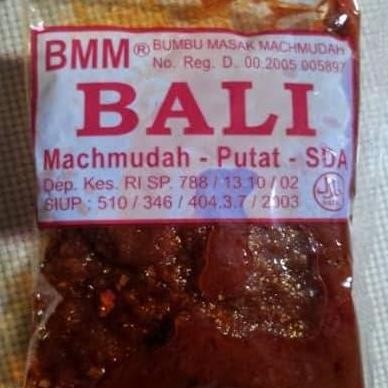 BMM® BUMBU MASAK MACHMUDAH
No. Reg. D. 00.2005 005897
BALI
Machmudah - Putat - SDA
Dep. Kes. RI SP. 788 / 13.10 / 02
SIUP : 510 / 346 / 404.3.7 / 2003
حلال